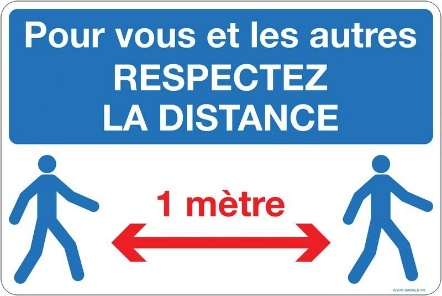 Pour vous et les autres
RESPECTEZ
LA DISTANCE
1 mètre